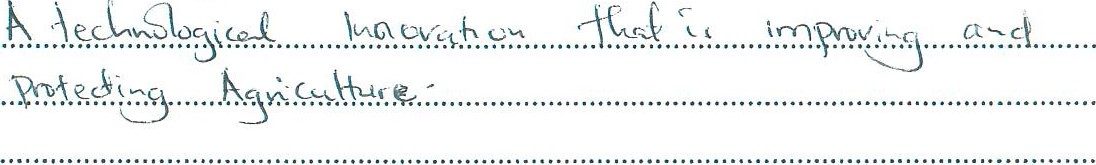 A technological Innovation that is improving and
Protecting Agriculture.